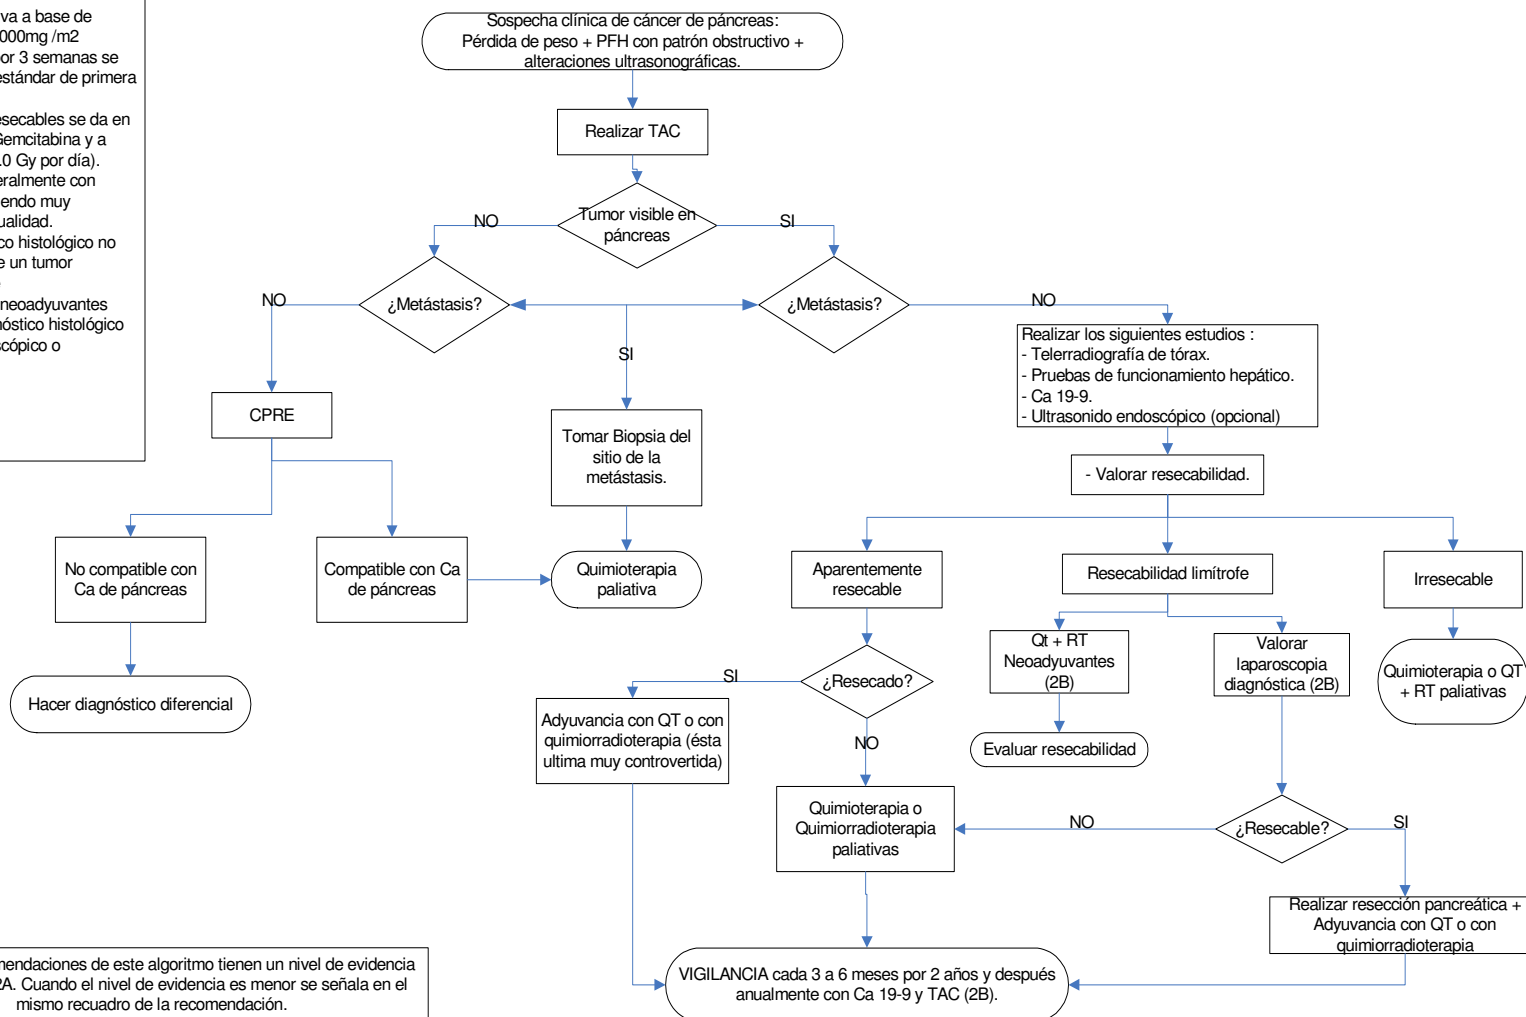 va a base de
000mg /m2
or 3 semanas se
estándar de primera
esecables se da en
Gemcitabina y a
.0 Gy por día).
eralmente con
endo muy
ualidad.
co histológico no
e un tumor
neoadyuvantes
nóstico histológico
scópico o
Sospecha clínica de cáncer de páncreas:
Pérdida de peso + PFH con patrón obstructivo +
alteraciones ultrasonográficas.
Realizar TAC
Tumor visible en
páncreas
NO
SI
¿Metástasis?
¿Metástasis?
NO
SI
NO
Realizar los siguientes estudios :
- Telerradiografía de tórax.
- Pruebas de funcionamiento hepático.
- Ca 19-9.
- Ultrasonido endoscópico (opcional)
CPRE
Tomar Biopsia del
sitio de la
metástasis.
- Valorar resecabilidad.
No compatible con
Ca de páncreas
Compatible con Ca
de páncreas
Quimioterapia
paliativa
Aparentemente
resecable
Resecabilidad limítrofe
Irresecable
Hacer diagnóstico diferencial
SI
¿Resecado?
NO
Qt + RT
Neoadyuvantes
(2B)
Valorar
laparoscopia
diagnóstica (2B)
Quimioterapia o QT
+ RT paliativas
Adyuvancia con QT o con
quimiorradioterapia (ésta
ultima muy controvertida)
Evaluar resecabilidad
Quimioterapia o
Quimiorradioterapia
paliativas
NO
¿Resecable?
SI
Realizar resección pancreática +
Adyuvancia con QT o con
quimiorradioterapia
VIGILANCIA cada 3 a 6 meses por 2 años y después
anualmente con Ca 19-9 y TAC (2B).
mendaciones de este algoritmo tienen un nivel de evidencia
2A. Cuando el nivel de evidencia es menor se señala en el
mismo recuadro de la recomendación.